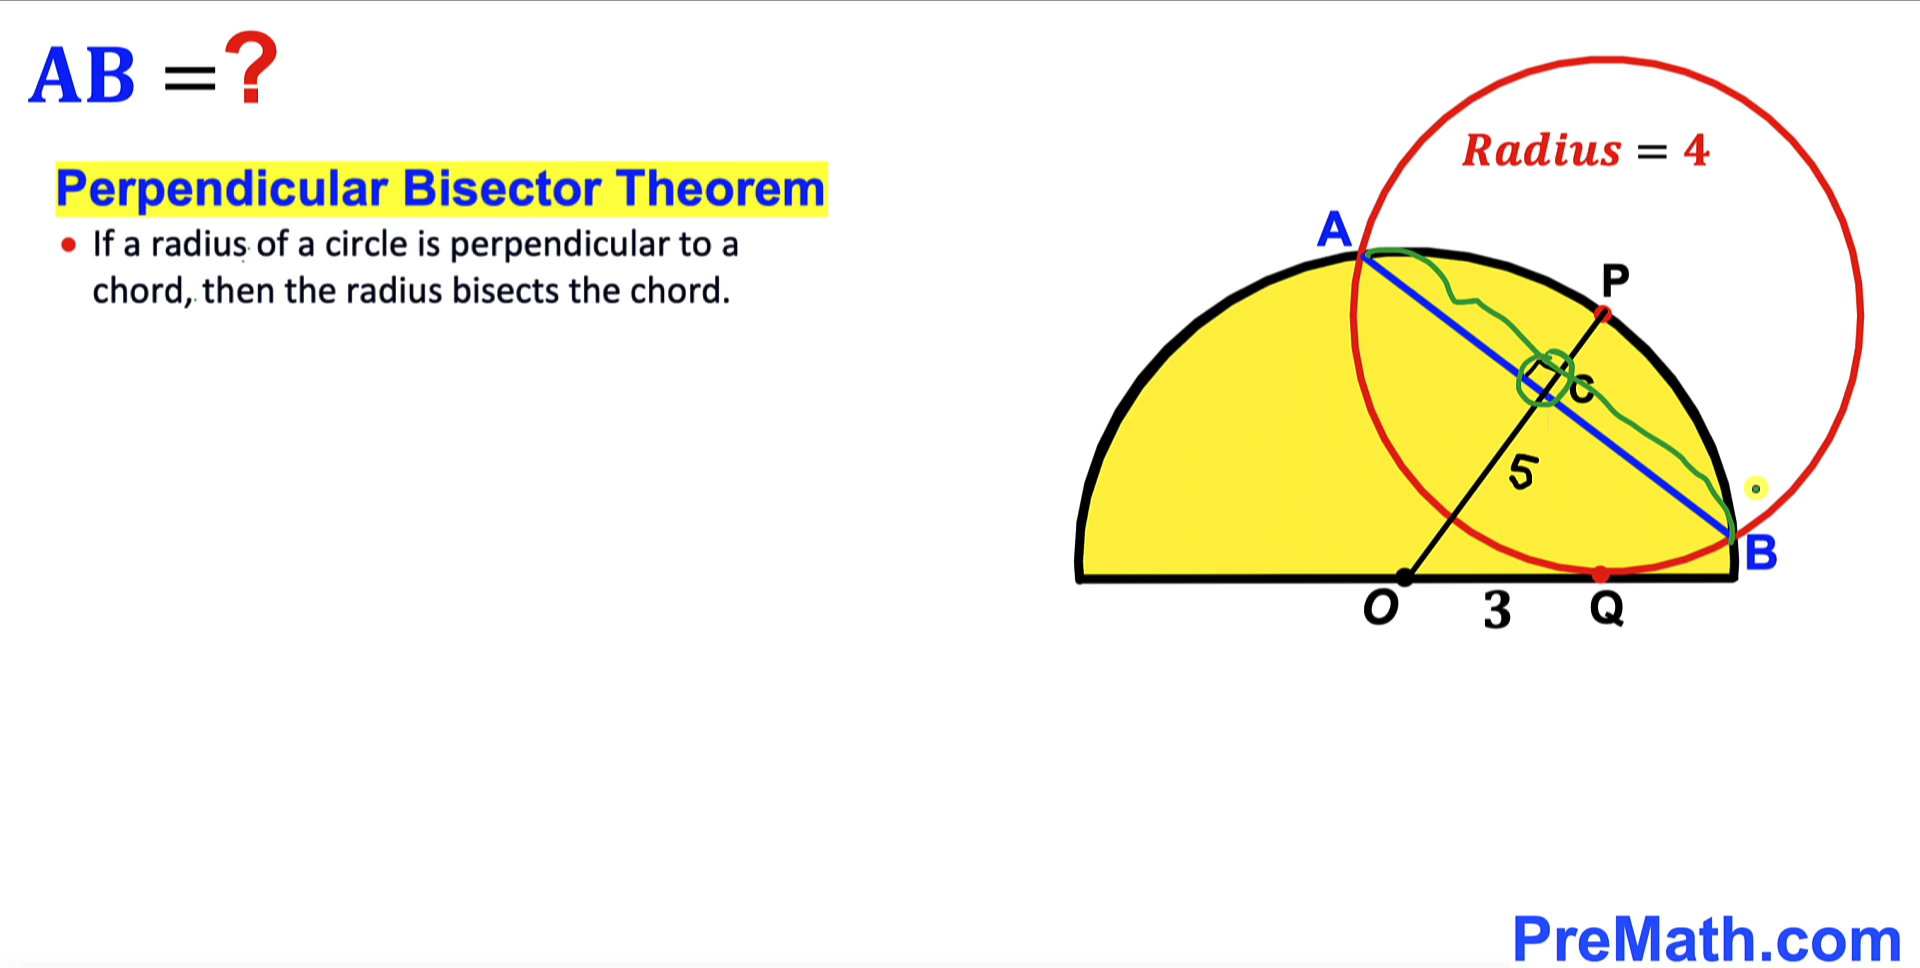 AB =?
Perpendicular Bisector Theorem
• If a radius of a circle is perpendicular to a
chord, then the radius bisects the chord.
Radius = 4
A
P
C
5
B
O 3 Q
PreMath.com